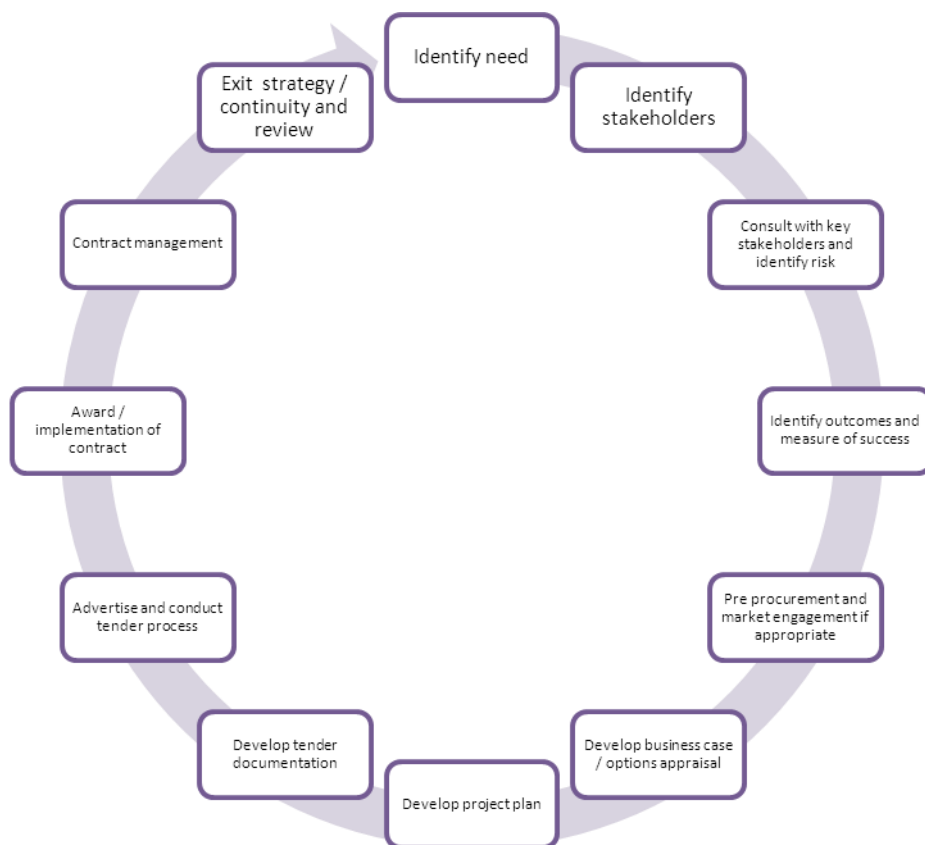 Identify need
Identify
stakeholders
Consult with key
stakeholders and
identify risk
Identify outcomes and
measure of success
Pre procurement and
market engagement if
appropriate
Develop business case
/ options appraisal
Develop project plan
Develop tender
documentation
Advertise and conduct
tender process
Award /
implementation of
contract
Contract management
Exit strategy /
continuity and
review